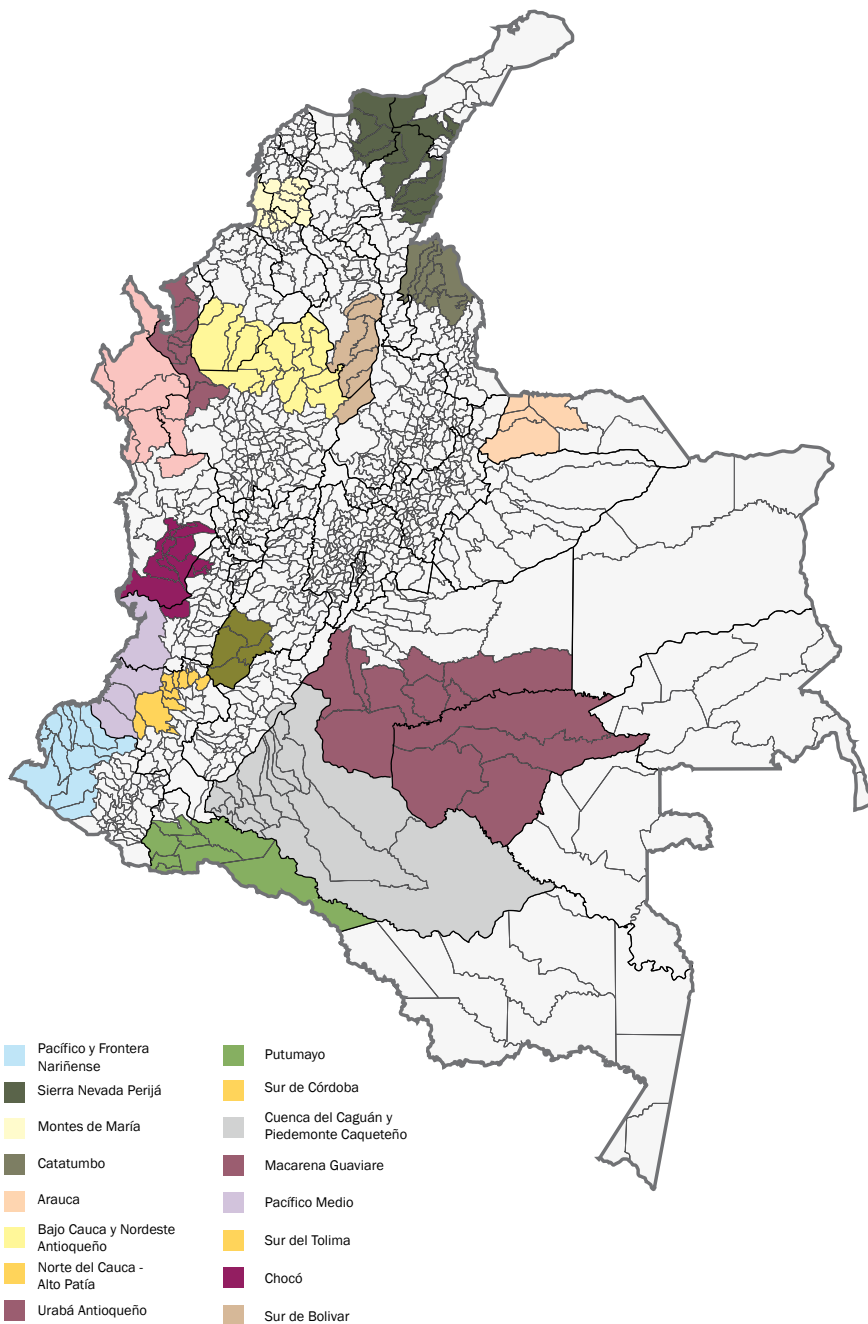 Pacífico y Frontera
Nariñense
Sierra Nevada Perijá
Montes de María
Catatumbo
Arauca
Bajo Cauca y Nordeste
Antioqueño
Norte del Cauca -
Alto Patía
Urabá Antioqueño
Putumayo
Sur de Córdoba
Cuenca del Caguán y
Piedemonte Caqueteño
Macarena Guaviare
Pacífico Medio
Sur del Tolima
Chocó
Sur de Bolivar